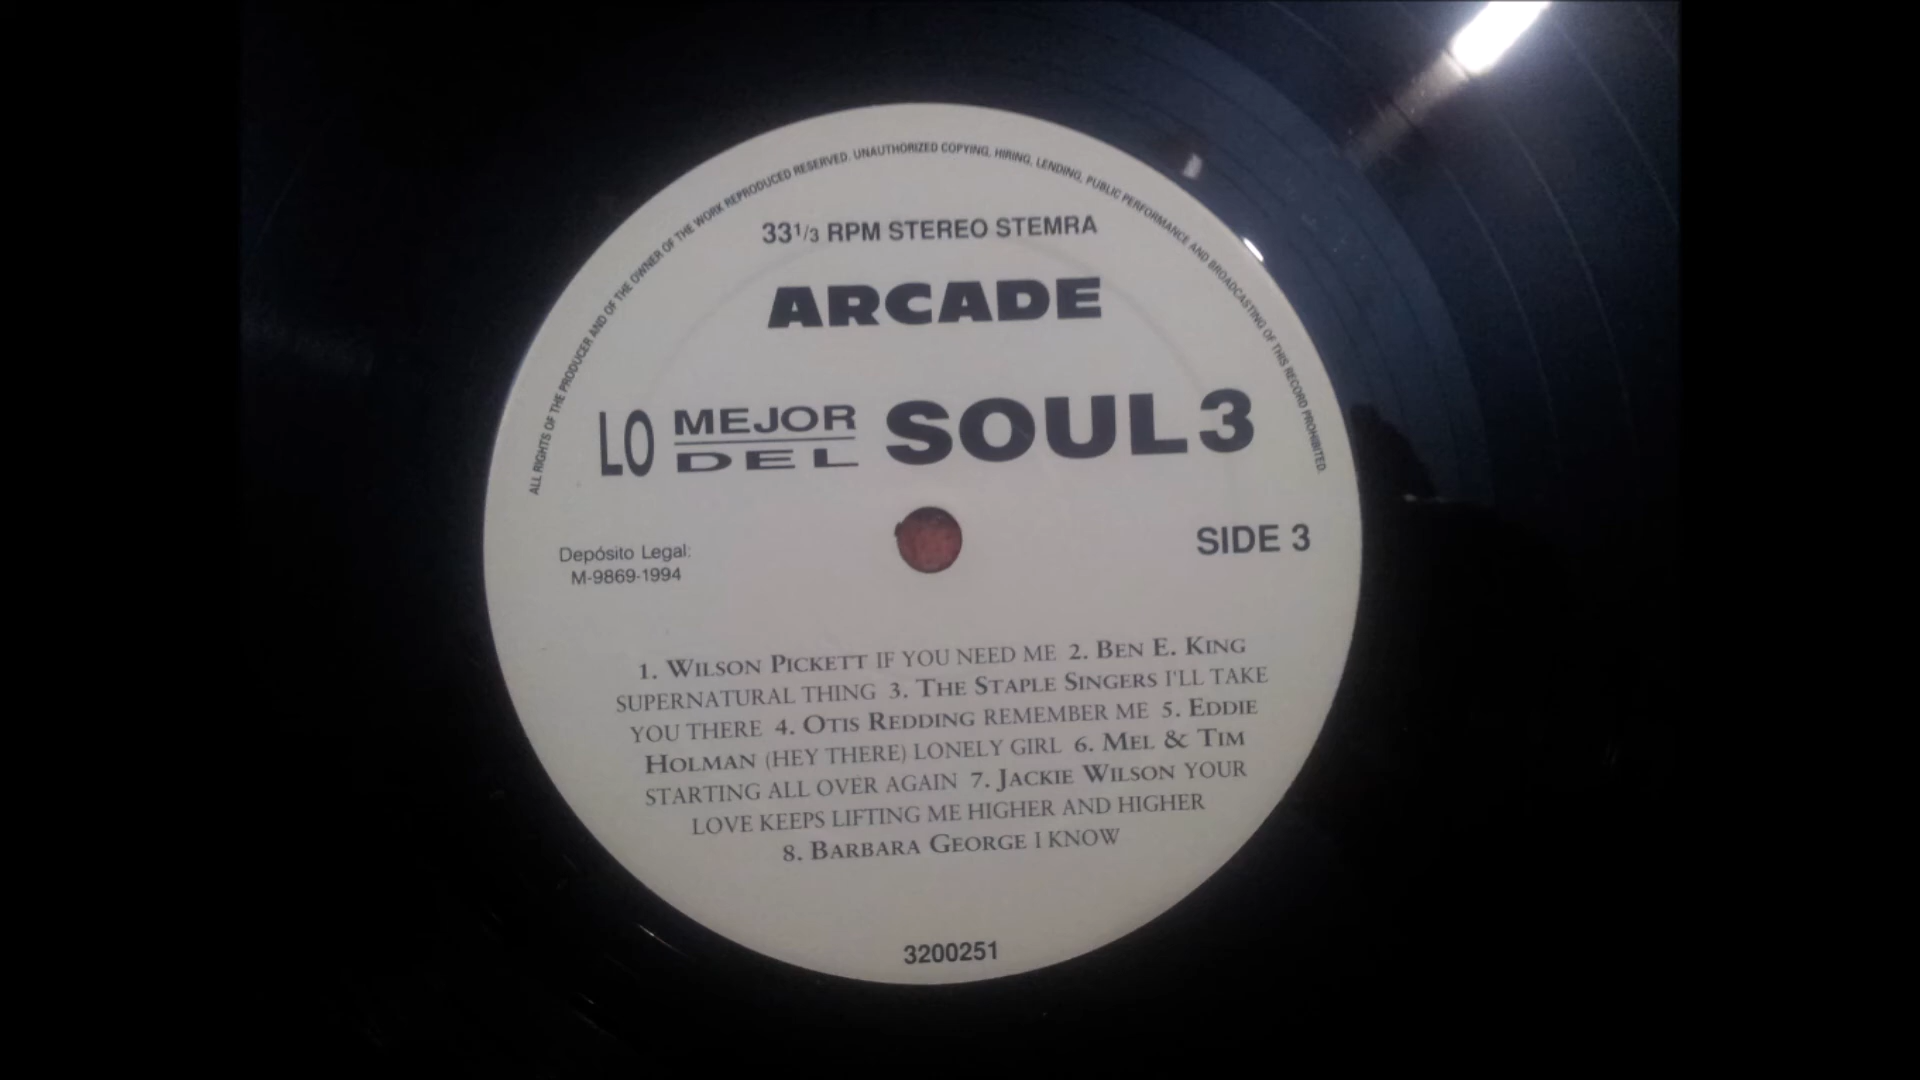 ALL RIGHTS OF THE PRODUCER AND OF THE OWNER OF THE WORK REPRODUCED RESERVED. UNAUTHORIZED COPYING, HIRING, LENDING, PUBLIC PERFORMANCE AND BROADCASTING OF THIS RECORD PROHIBITED.
33 1/3 RPM STEREO STEMRA
ARCADE
LO MEJOR DEL SOUL 3
Depósito Legal:
M-9869-1994
SIDE 3
1. WILSON PICKETT IF YOU NEED ME 2. BEN E. KING
SUPERNATURAL THING 3. THE STAPLE SINGERS I'LL TAKE
YOU THERE 4. OTIS REDDING REMEMBER ME 5. EDDIE
HOLMAN (HEY THERE) LONELY GIRL 6. MEL & TIM
STARTING ALL OVER AGAIN 7. JACKIE WILSON YOUR
LOVE KEEPS LIFTING ME HIGHER AND HIGHER
8. BARBARA GEORGE I KNOW
3200251